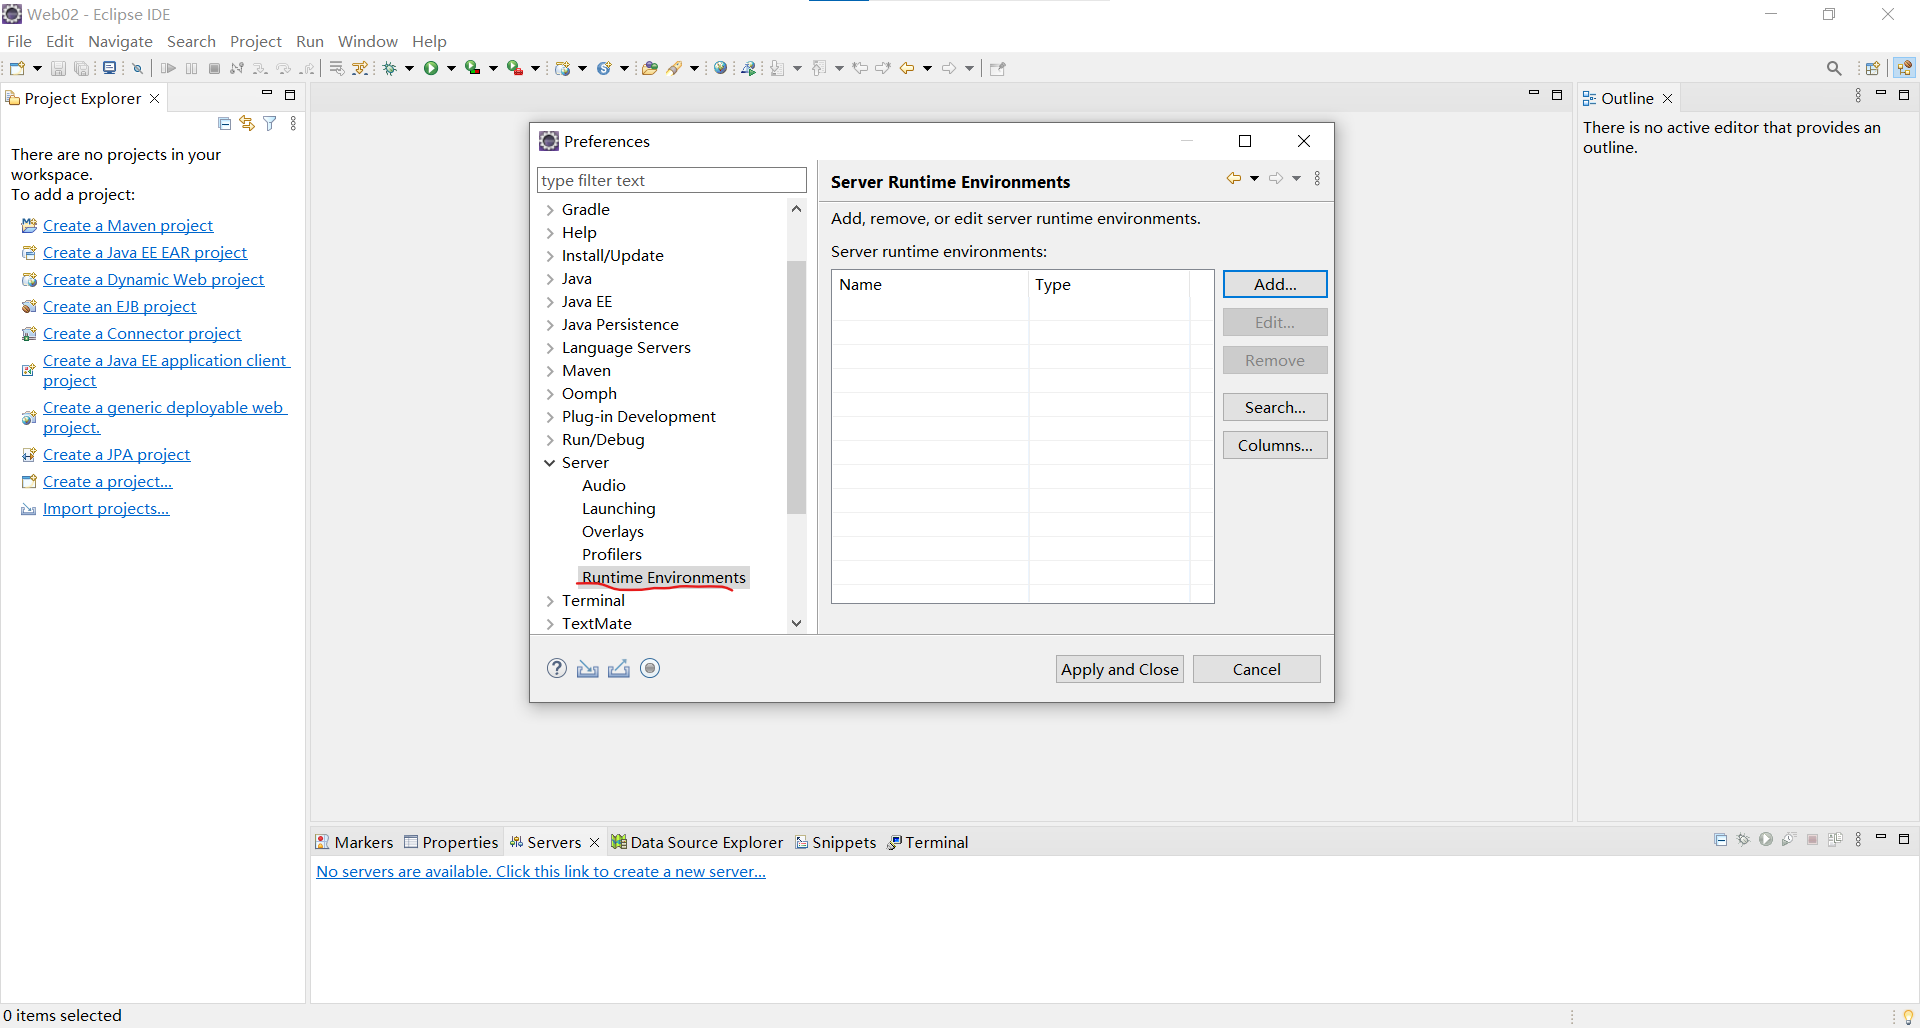 Web02 - Eclipse IDE
File Edit Navigate Search Project Run Window Help
Project Explorer
There are no projects in your
workspace.
To add a project:
Create a Maven project
Create a Java EE EAR project
Create a Dynamic Web project
Create an EJB project
Create a Connector project
Create a Java EE application client
project
Create a generic deployable web
project.
Create a JPA project
Create a project...
Import projects...
Preferences
type filter text
Gradle
Help
Install/Update
Java
Java EE
Java Persistence
Language Servers
Maven
Oomph
Plug-in Development
Run/Debug
Server
Audio
Launching
Overlays
Profilers
Runtime Environments
Terminal
TextMate
Server Runtime Environments
Add, remove, or edit server runtime environments.
Server runtime environments:
Name Type
Add...
Edit...
Remove
Search...
Columns...
Apply and Close Cancel
Outline
There is no active editor that provides an
outline.
Markers Properties Servers Data Source Explorer Snippets Terminal
No servers are available. Click this link to create a new server...
0 items selected